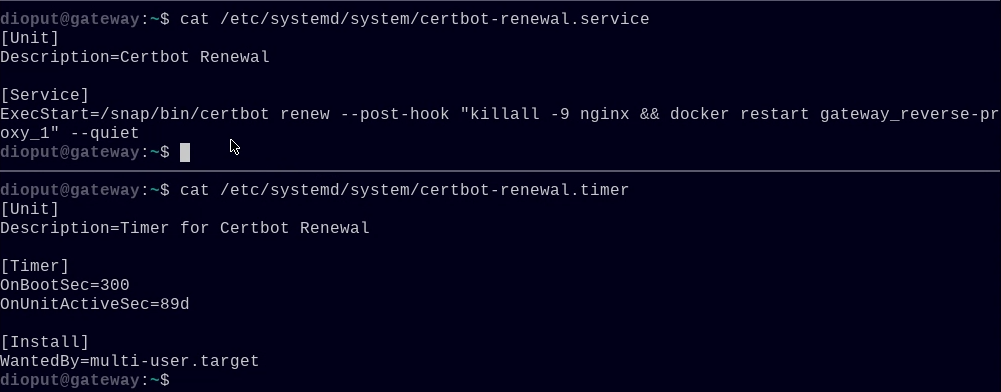 dioput@gateway:~$ cat /etc/systemd/system/certbot-renewal.service
[Unit]
Description=Certbot Renewal
[Service]
ExecStart=/snap/bin/certbot renew --post-hook "killall -9 nginx && docker restart gateway_reverse-pr
oxy_1" --quiet
dioput@gateway:~$
dioput@gateway:~$ cat /etc/systemd/system/certbot-renewal.timer
[Unit]
Description=Timer for Certbot Renewal
[Timer]
OnBootSec=300
OnUnitActiveSec=89d
[Install]
WantedBy=multi-user.target
dioput@gateway:~$